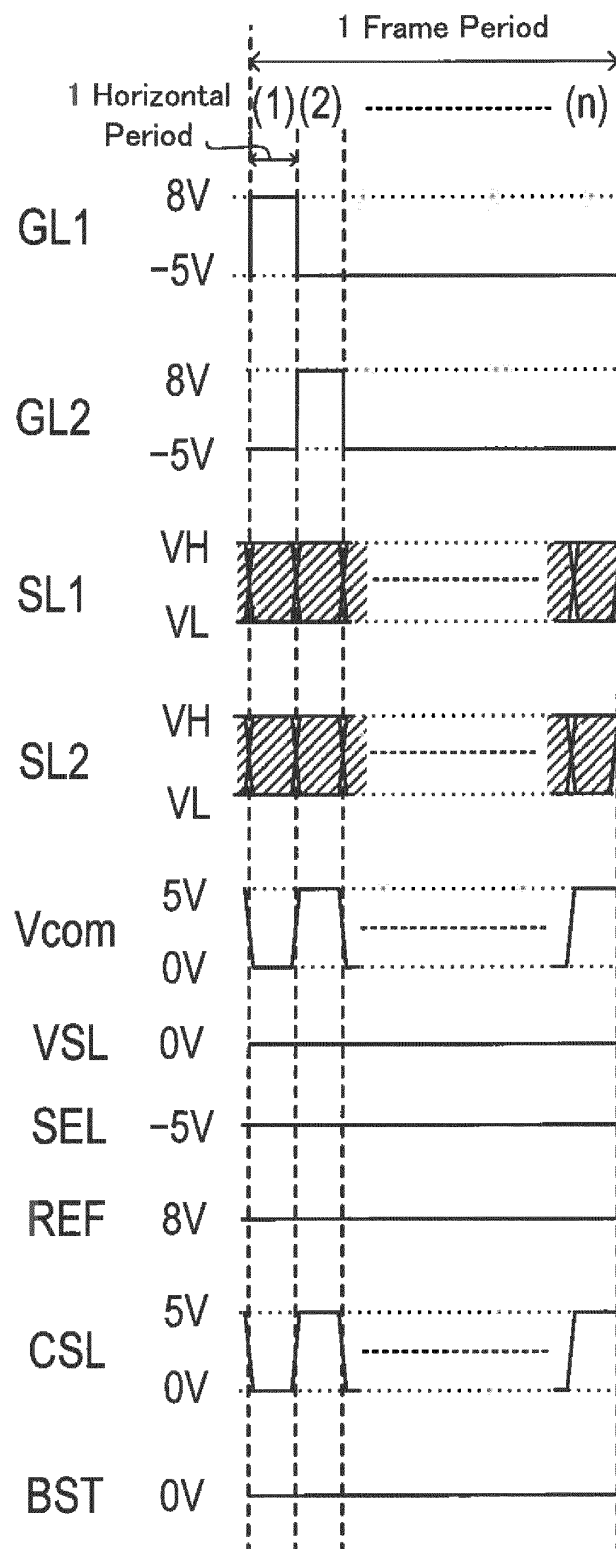 1 Frame Period
1 Horizontal Period
(1) (2) (n)
GL1 8V −5V
GL2 8V −5V
SL1 VH VL
SL2 VH VL
Vcom 5V 0V
VSL 0V
SEL −5V
REF 8V
CSL 5V 0V
BST 0V